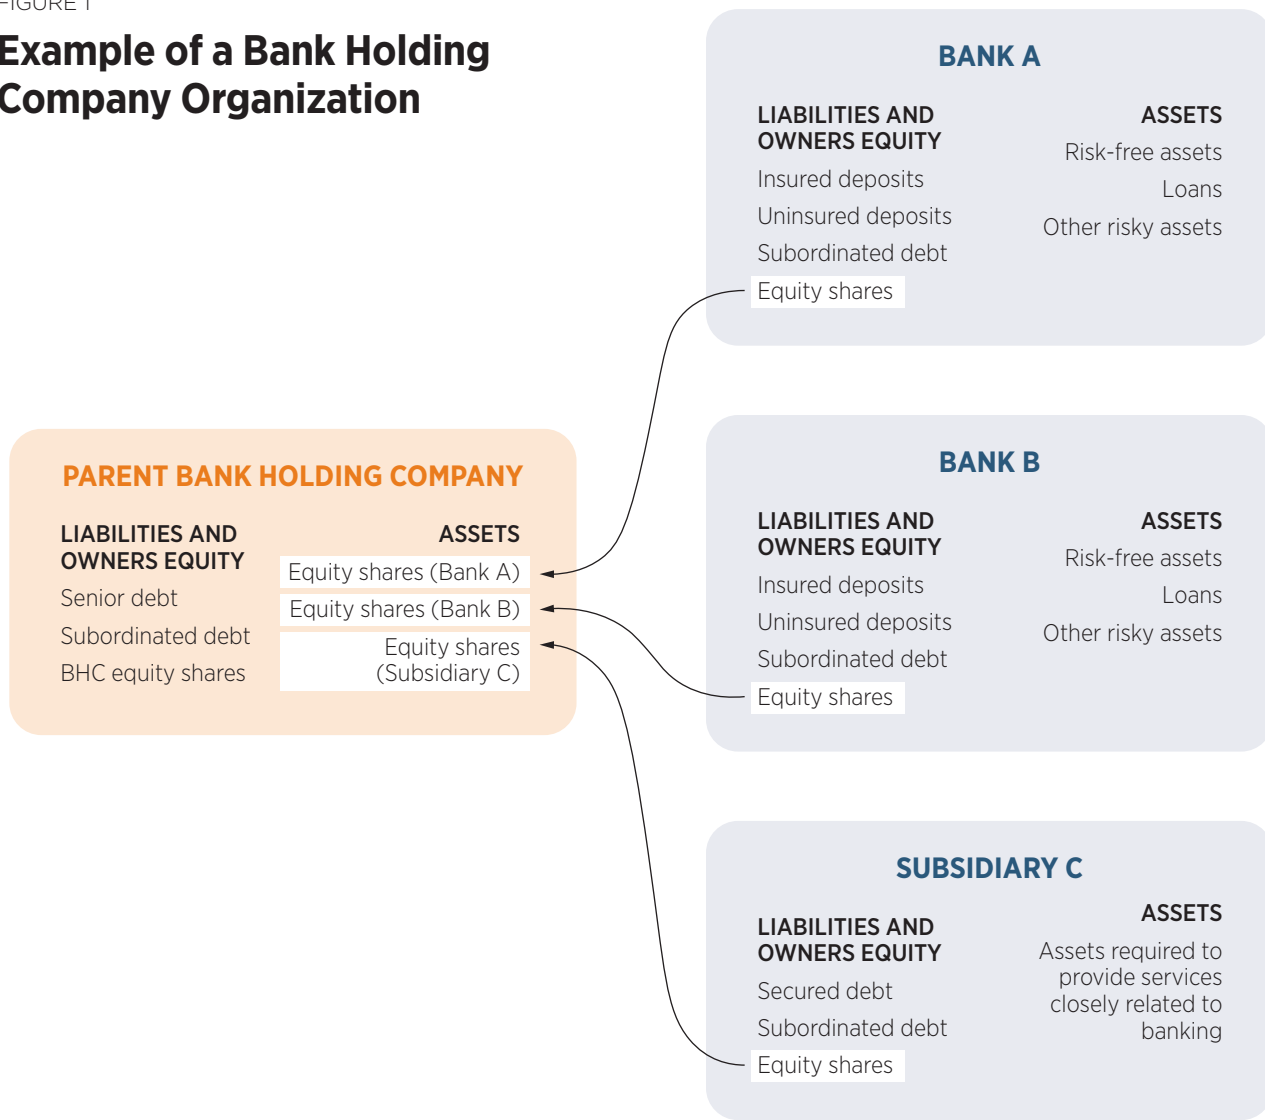 FIGURE 1
Example of a Bank Holding
Company Organization
BANK A
LIABILITIES AND
OWNERS EQUITY
Insured deposits
Uninsured deposits
Subordinated debt
Equity shares
ASSETS
Risk-free assets
Loans
Other risky assets
PARENT BANK HOLDING COMPANY
LIABILITIES AND
OWNERS EQUITY
Senior debt
Subordinated debt
BHC equity shares
ASSETS
Equity shares (Bank A)
Equity shares (Bank B)
Equity shares
(Subsidiary C)
BANK B
LIABILITIES AND
OWNERS EQUITY
Insured deposits
Uninsured deposits
Subordinated debt
Equity shares
ASSETS
Risk-free assets
Loans
Other risky assets
SUBSIDIARY C
LIABILITIES AND
OWNERS EQUITY
Secured debt
Subordinated debt
Equity shares
ASSETS
Assets required to
provide services
closely related to
banking